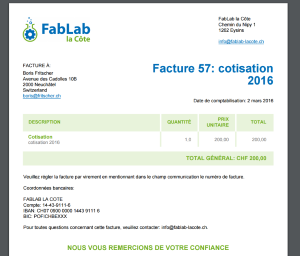 FabLab
la Côte
FabLab la Côte
Chemin du Nipy 1
1262 Eysins
info@fablab-lacote.ch
FACTURE À:
Boris Fritscher
Avenue des Cadolles 10B
2000 Neuchâtel
Switzerland
boris@fritscher.ch
Facture 57: cotisation
2016
Date de comptabilisation: 2 mars 2016
DESCRIPTION QUANTITÉ PRIX UNITAIRE TOTAL
Cotisation
cotisation 2016 1.0 200,00 200,00
TOTAL GÉNÉRAL: CHF 200,00
Veuillez régler la facture par virement en mentionnant dans le champ communication le numéro de facture.
Coordonnées bancaires:
FABLAB LA COTE
Compte: 14-43-9111-6
IBAN: CH07 0900 0000 1443 9111 6
BIC: POFICHBEXXX
Pour toutes questions concernant cette facture, veuillez contacter: info@fablab-lacote.ch
NOUS VOUS REMERCIONS DE VOTRE CONFIANCE